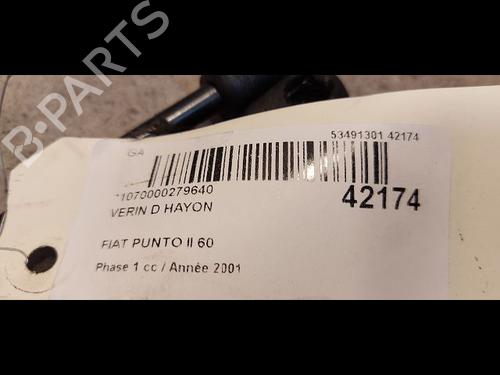 B-PARTS
GA
53491301 42174
1070000279640
42174
VERIN D HAYON
FIAT PUNTO II 60
Phase 1 cc / Année 2001